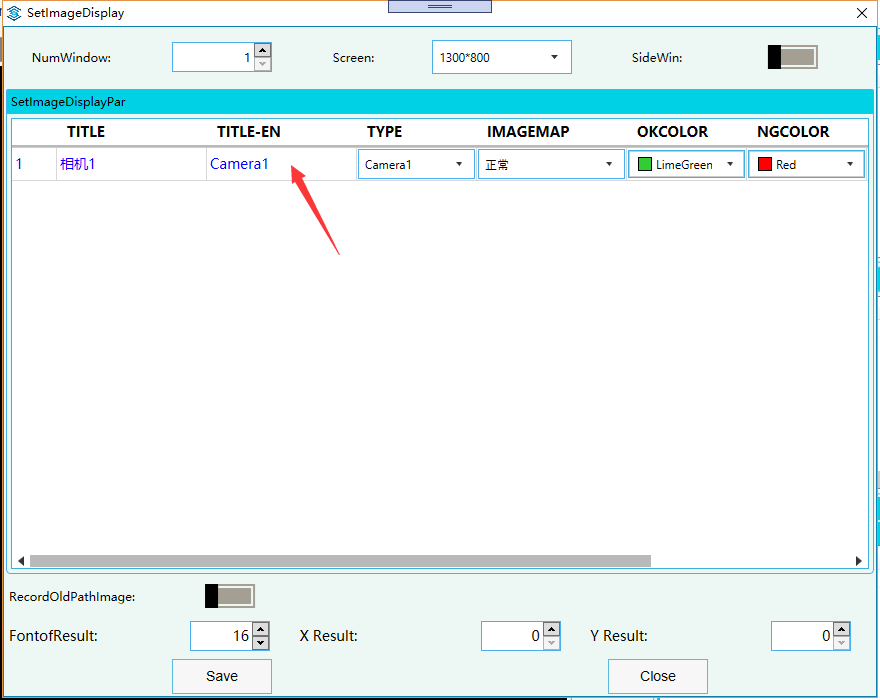 SetImageDisplay
NumWindow: 1 Screen: 1300*800 SideWin:
SetImageDisplayPar
TITLE TITLE-EN TYPE IMAGEMAP OKCOLOR NGCOLOR
1 相机1 Camera1 Camera1 正常 LimeGreen Red
RecordOldPathImage:
FontofResult: 16 X Result: 0 Y Result: 0
Save Close